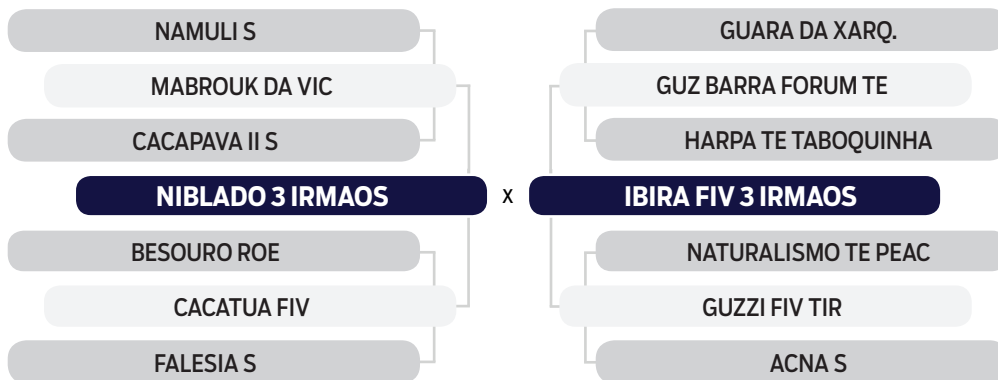 NAMULI S
GUARA DA XARQ.
MABROUK DA VIC
GUZ BARRA FORUM TE
CACAPAVA II S
HARPA TE TABOQUINHA
NIBLADO 3 IRMAOS
X
IBIRA FIV 3 IRMAOS
BESOURO ROE
NATURALISMO TE PEAC
CACATUA FIV
GUZZI FIV TIR
FALESIA S
ACNA S